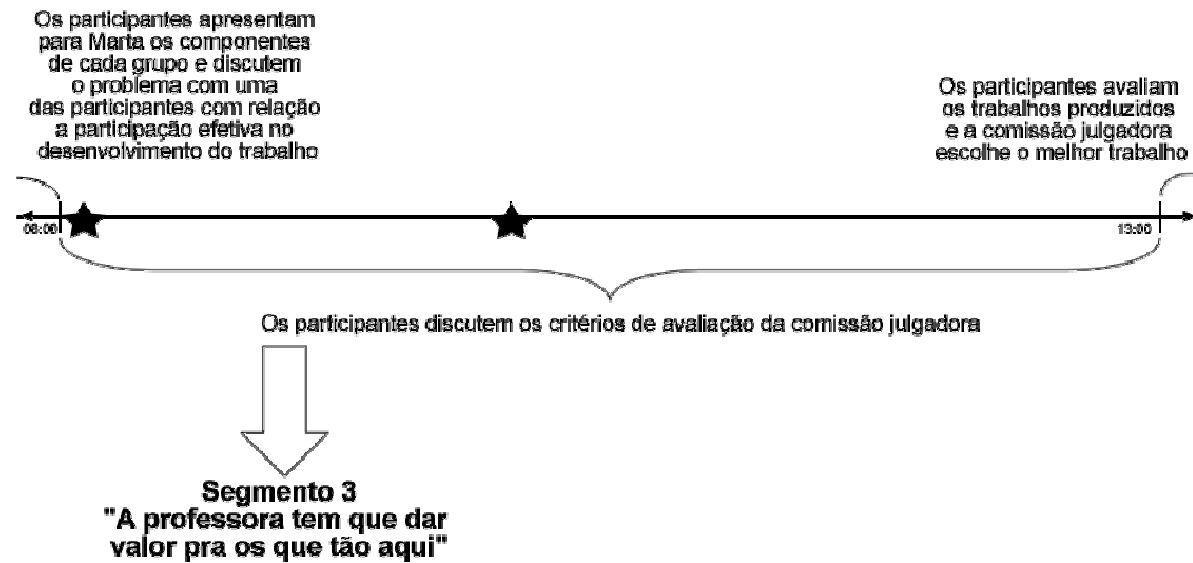 Os participantes apresentam
para Marta os componentes
de cada grupo e discutem
o problema com uma
das participantes com relação
a participação efetiva no
desenvolvimento do trabalho
Os participantes avaliam
os trabalhos produzidos
e a comissão julgadora
escolhe o melhor trabalho
08:00
13:00
Os participantes discutem os critérios de avaliação da comissão julgadora
Segmento 3
"A professora tem que dar
valor pra os que tão aqui"